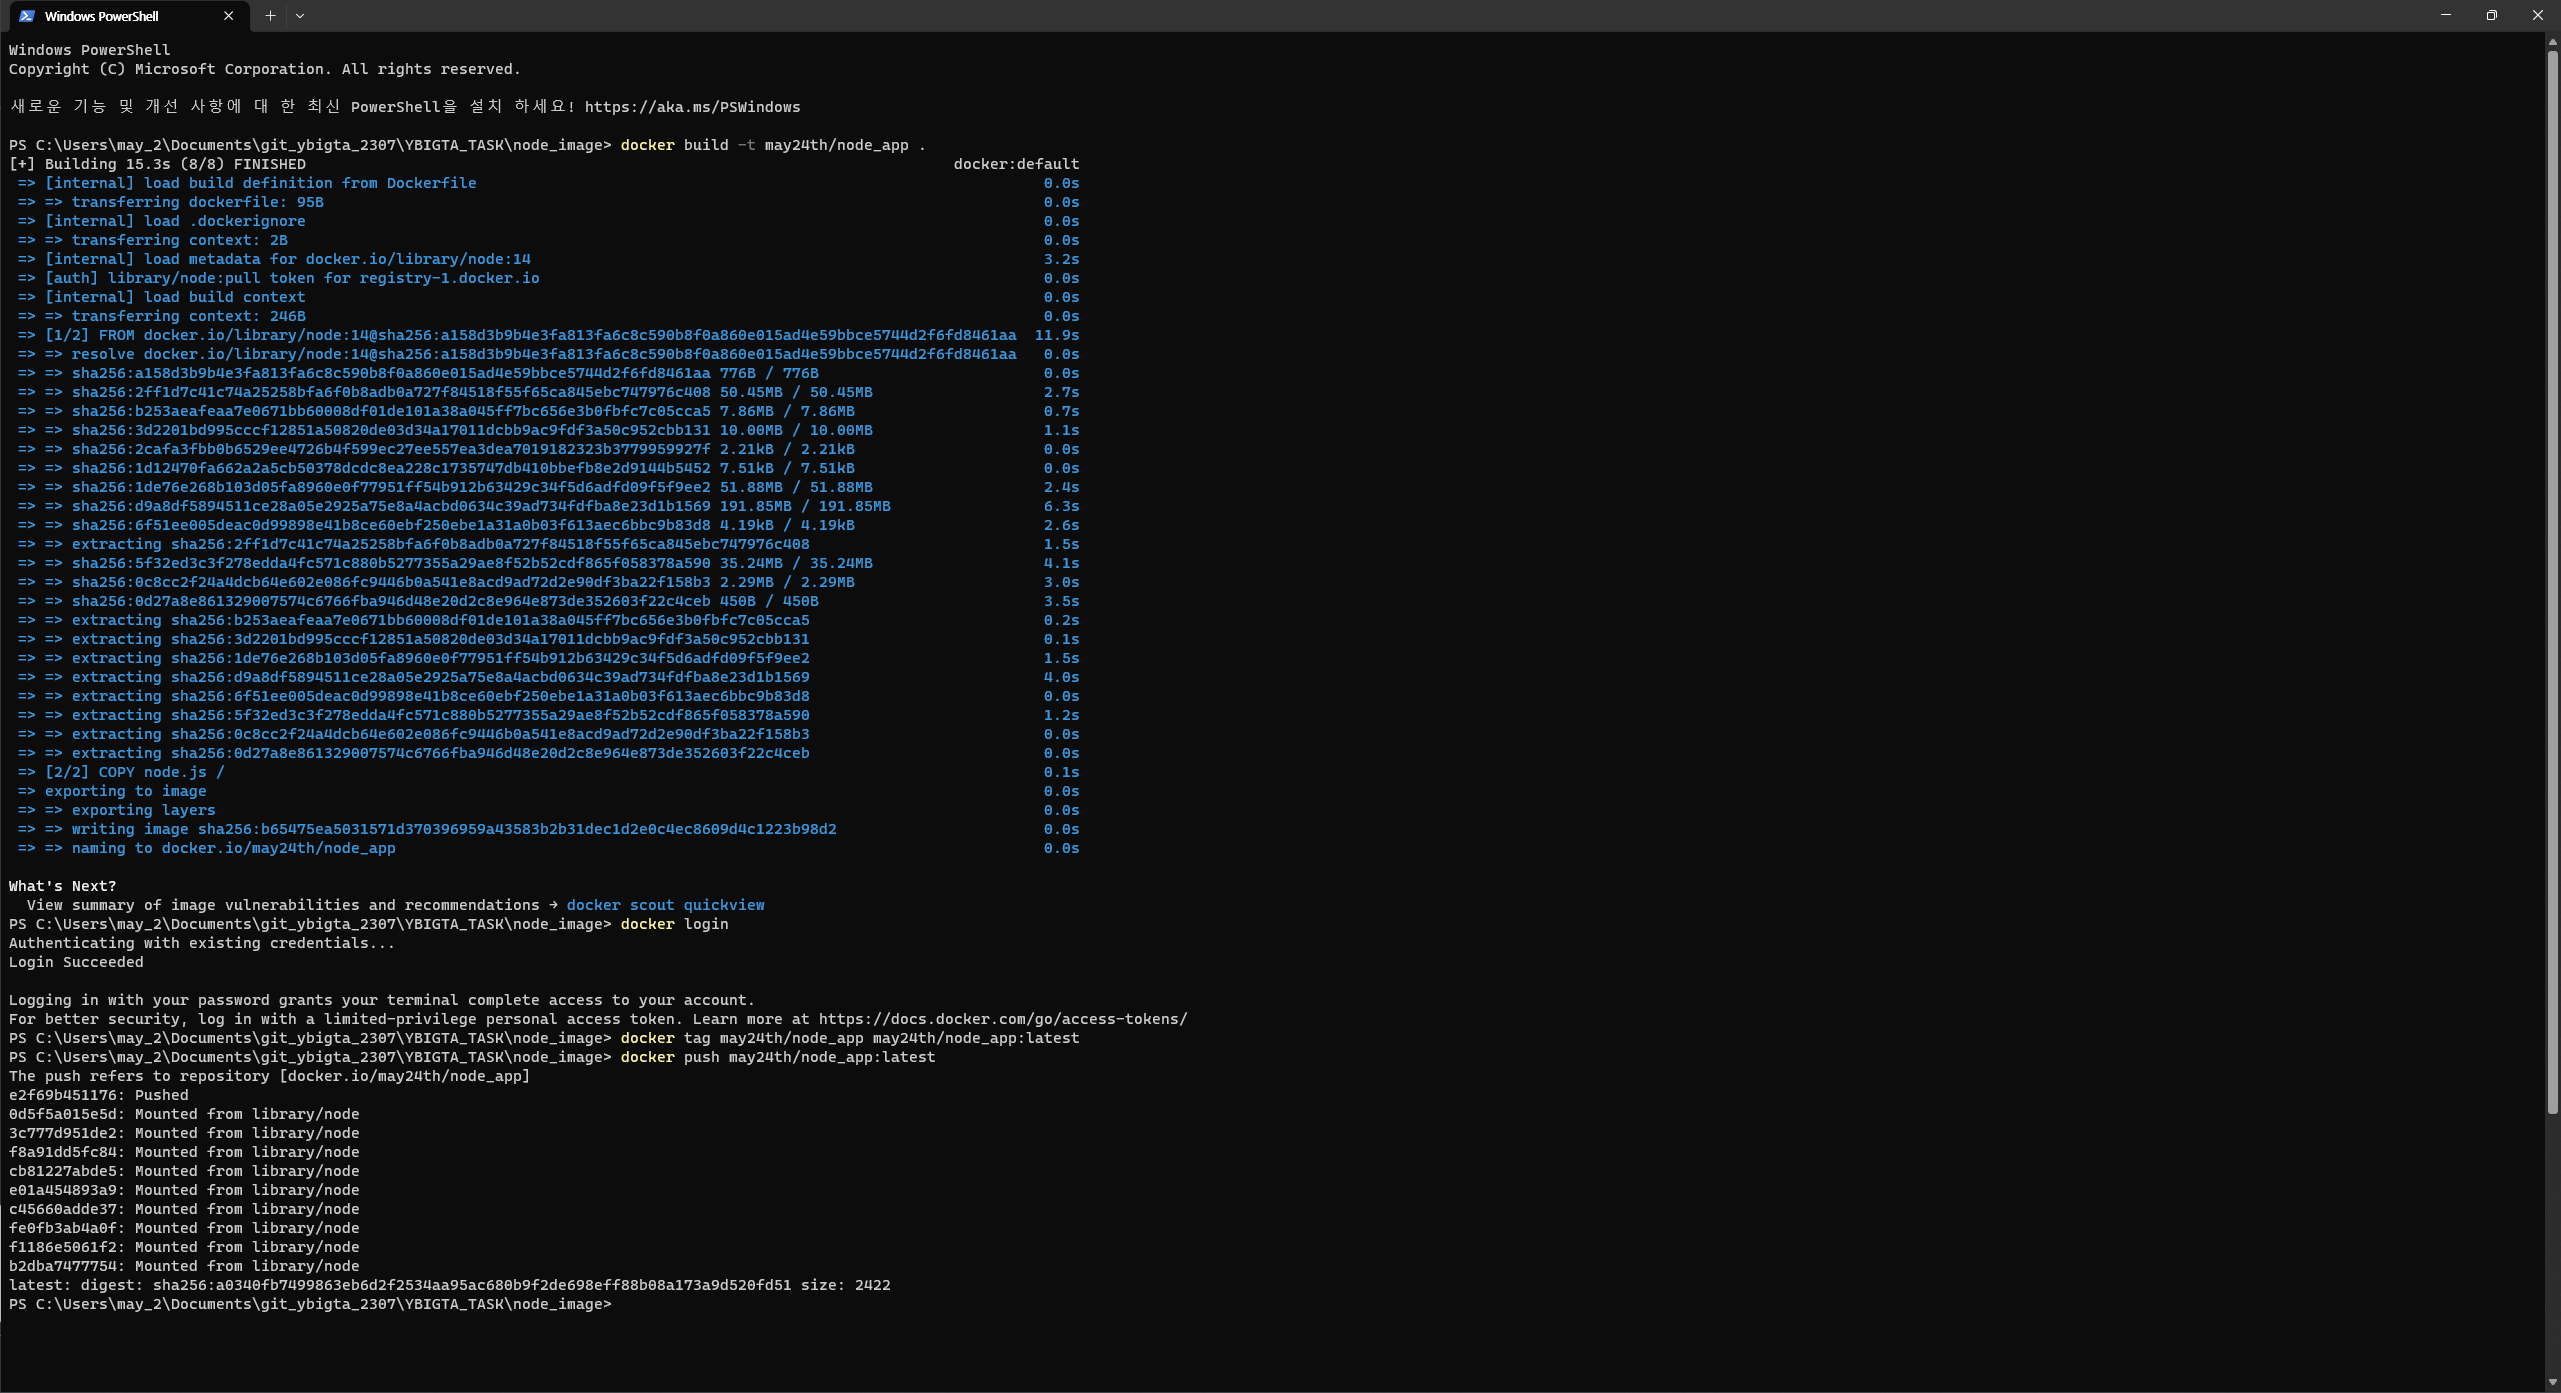 Windows PowerShell
Windows PowerShell
Copyright (C) Microsoft Corporation. All rights reserved.
새로운 기능 및 개선 사항에 대 한 최신 PowerShell을 설치 하세요! https://aka.ms/PSWindows
PS C:\Users\may_2\Documents\git_ybigta_2307\YBIGTA_TASK\node_image> docker build -t may24th/node_app .
[+] Building 15.3s (8/8) FINISHED docker:default
=> [internal] load build definition from Dockerfile 0.0s
=> => transferring dockerfile: 95B 0.0s
=> [internal] load .dockerignore 0.0s
=> => transferring context: 2B 0.0s
=> [internal] load metadata for docker.io/library/node:14 3.2s
=> [auth] library/node:pull token for registry-1.docker.io 0.0s
=> [internal] load build context 0.0s
=> => transferring context: 246B 0.0s
=> [1/2] FROM docker.io/library/node:14@sha256:a158d3b9b4e3fa813fa6c8c590b8f0a860e015ad4e59bbce5744d2f6fd8461aa 11.9s
=> => resolve docker.io/library/node:14@sha256:a158d3b9b4e3fa813fa6c8c590b8f0a860e015ad4e59bbce5744d2f6fd8461aa 0.0s
=> => sha256:a158d3b9b4e3fa813fa6c8c590b8f0a860e015ad4e59bbce5744d2f6fd8461aa 776B / 776B 0.0s
=> => sha256:2ff1d7c41c74a25258bfa6f0b8adb0a727f84518f55f65ca845ebc747976c408 50.45MB / 50.45MB 2.7s
=> => sha256:b253aeafeaa7e0671bb60008df01de101a38a045ff7bc656e3b0fbfc7c05cca5 7.86MB / 7.86MB 0.7s
=> => sha256:3d2201bd995cccf12851a50820de03d34a17011dcbb9ac9fdf3a50c952cbb131 10.00MB / 10.00MB 1.1s
=> => sha256:2cafa3fbb0b6529ee4726b4f599ec27ee557ea3dea7019182323b3779959927f 2.21kB / 2.21kB 0.0s
=> => sha256:1d12470fa662a2a5cb50378dcdc8ea228c1735747db410bbefb8e2d9144b5452 7.51kB / 7.51kB 0.0s
=> => sha256:1de76e268b103d05fa8960e0f77951ff54b912b63429c34f5d6adfd09f5f9ee2 51.88MB / 51.88MB 2.4s
=> => sha256:d9a8df5894511ce28a05e2925a75e8a4acbd0634c39ad734fdfba8e23d1b1569 191.85MB / 191.85MB 6.3s
=> => sha256:6f51ee005deac0d99898e41b8ce60ebf250ebe1a31a0b03f613aec6bbc9b83d8 4.19kB / 4.19kB 2.6s
=> => extracting sha256:2ff1d7c41c74a25258bfa6f0b8adb0a727f84518f55f65ca845ebc747976c408 1.5s
=> => sha256:5f32ed3c3f278edda4fc571c880b5277355a29ae8f52b52cdf865f058378a590 35.24MB / 35.24MB 4.1s
=> => sha256:0c8cc2f24a4dcb64e602e086fc9446b0a541e8acd9ad72d2e90df3ba22f158b3 2.29MB / 2.29MB 3.0s
=> => sha256:0d27a8e861329007574c6766fba946d48e20d2c8e964e873de352603f22c4ceb 450B / 450B 3.5s
=> => extracting sha256:b253aeafeaa7e0671bb60008df01de101a38a045ff7bc656e3b0fbfc7c05cca5 0.2s
=> => extracting sha256:3d2201bd995cccf12851a50820de03d34a17011dcbb9ac9fdf3a50c952cbb131 0.1s
=> => extracting sha256:1de76e268b103d05fa8960e0f77951ff54b912b63429c34f5d6adfd09f5f9ee2 1.5s
=> => extracting sha256:d9a8df5894511ce28a05e2925a75e8a4acbd0634c39ad734fdfba8e23d1b1569 4.0s
=> => extracting sha256:6f51ee005deac0d99898e41b8ce60ebf250ebe1a31a0b03f613aec6bbc9b83d8 0.0s
=> => extracting sha256:5f32ed3c3f278edda4fc571c880b5277355a29ae8f52b52cdf865f058378a590 1.2s
=> => extracting sha256:0c8cc2f24a4dcb64e602e086fc9446b0a541e8acd9ad72d2e90df3ba22f158b3 0.0s
=> => extracting sha256:0d27a8e861329007574c6766fba946d48e20d2c8e964e873de352603f22c4ceb 0.0s
=> [2/2] COPY node.js / 0.1s
=> exporting to image 0.0s
=> => exporting layers 0.0s
=> => writing image sha256:b65475ea5031571d370396959a43583b2b31dec1d2e0c4ec8609d4c1223b98d2 0.0s
=> => naming to docker.io/may24th/node_app 0.0s
What's Next?
View summary of image vulnerabilities and recommendations → docker scout quickview
PS C:\Users\may_2\Documents\git_ybigta_2307\YBIGTA_TASK\node_image> docker login
Authenticating with existing credentials...
Login Succeeded
Logging in with your password grants your terminal complete access to your account.
For better security, log in with a limited-privilege personal access token. Learn more at https://docs.docker.com/go/access-tokens/
PS C:\Users\may_2\Documents\git_ybigta_2307\YBIGTA_TASK\node_image> docker tag may24th/node_app may24th/node_app:latest
PS C:\Users\may_2\Documents\git_ybigta_2307\YBIGTA_TASK\node_image> docker push may24th/node_app:latest
The push refers to repository [docker.io/may24th/node_app]
e2f69b451176: Pushed
0d5f5a015e5d: Mounted from library/node
3c777d951de2: Mounted from library/node
f8a91dd5fc84: Mounted from library/node
cb81227abde5: Mounted from library/node
e01a454893a9: Mounted from library/node
c45660adde37: Mounted from library/node
fe0fb3ab4a0f: Mounted from library/node
f1186e5061f2: Mounted from library/node
b2dba7477754: Mounted from library/node
latest: digest: sha256:a0340fb7499863eb6d2f2534aa95ac680b9f2de698eff88b08a173a9d520fd51 size: 2422
PS C:\Users\may_2\Documents\git_ybigta_2307\YBIGTA_TASK\node_image>